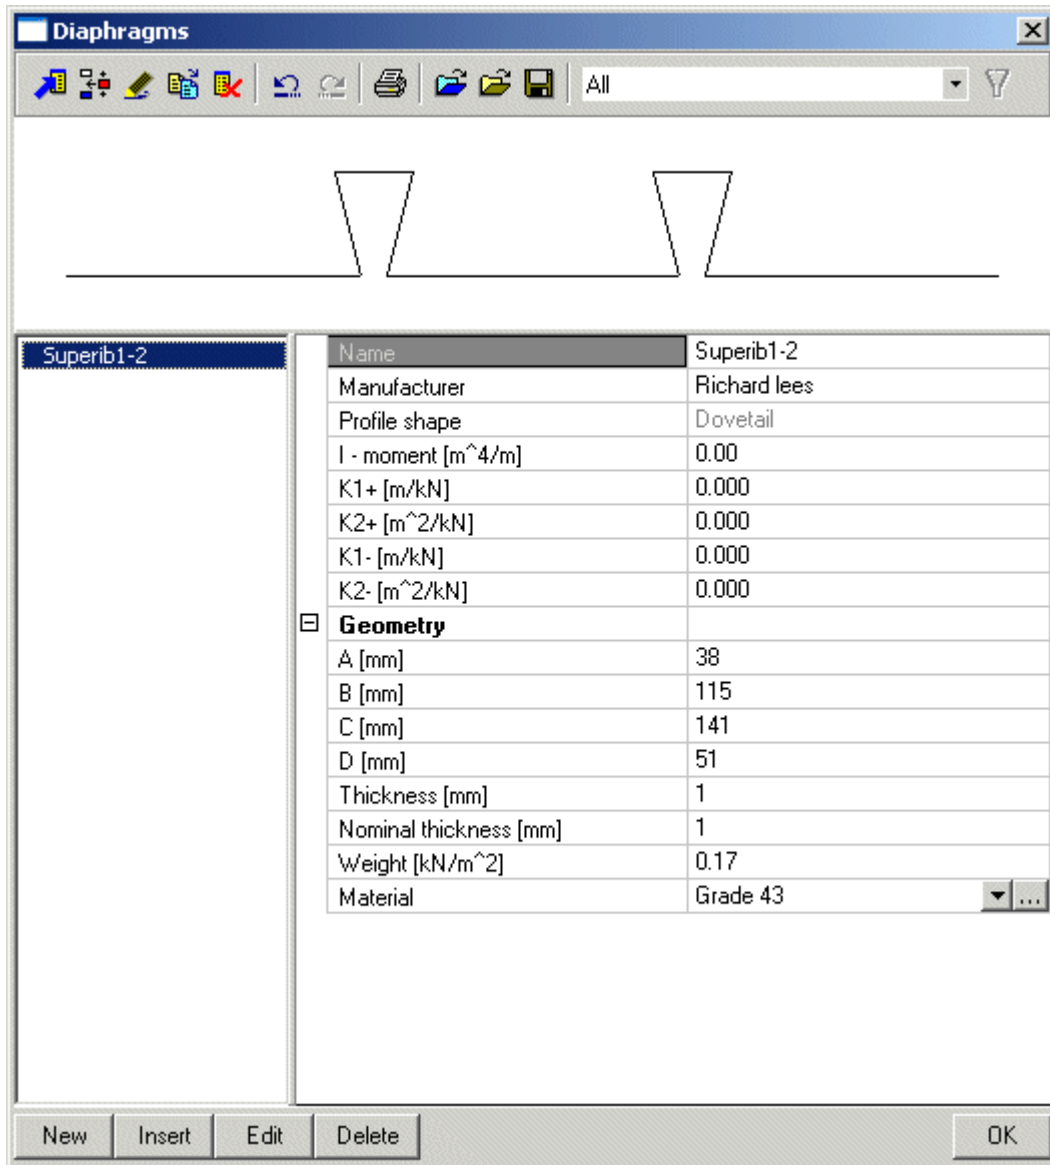 Diaphragms
All
Superib1-2
Name Superib1-2
Manufacturer Richard lees
Profile shape Dovetail
I - moment [m^4/m] 0.00
K1+ [m/kN] 0.000
K2+ [m^2/kN] 0.000
K1- [m/kN] 0.000
K2- [m^2/kN] 0.000
Geometry
A [mm] 38
B [mm] 115
C [mm] 141
D [mm] 51
Thickness [mm] 1
Nominal thickness [mm] 1
Weight [kN/m^2] 0.17
Material Grade 43 ...
New Insert Edit Delete OK